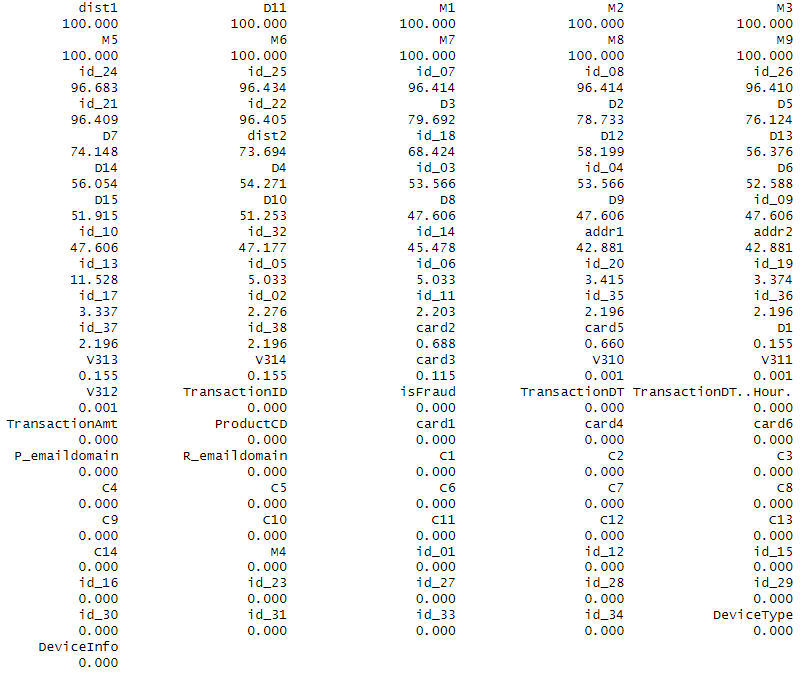 dist1 D11 M1 M2 M3
100.000 100.000 100.000 100.000 100.000
M5 M6 M7 M8 M9
100.000 100.000 100.000 100.000 100.000
id_24 id_25 id_07 id_08 id_26
96.683 96.434 96.414 96.414 96.410
id_21 id_22 D3 D2 D5
96.409 96.405 79.692 78.733 76.124
D7 dist2 id_18 D12 D13
74.148 73.694 68.424 58.199 56.376
D14 D4 id_03 id_04 D6
56.054 54.271 53.566 53.566 52.588
D15 D10 D8 D9 id_09
51.915 51.253 47.606 47.606 47.606
id_10 id_32 id_14 addr1 addr2
47.606 47.177 45.478 42.881 42.881
id_13 id_05 id_06 id_20 id_19
11.528 5.033 5.033 3.415 3.374
id_17 id_02 id_11 id_35 id_36
3.337 2.276 2.203 2.196 2.196
id_37 id_38 card2 card5 D1
2.196 2.196 0.688 0.660 0.155
V313 V314 card3 V310 V311
0.155 0.155 0.115 0.001 0.001
V312 TransactionID isFraud TransactionDT TransactionDT..Hour.
0.001 0.000 0.000 0.000 0.000
TransactionAmt ProductCD card1 card4 card6
0.000 0.000 0.000 0.000 0.000
P_emaildomain R_emaildomain C1 C2 C3
0.000 0.000 0.000 0.000 0.000
C4 C5 C6 C7 C8
0.000 0.000 0.000 0.000 0.000
C9 C10 C11 C12 C13
0.000 0.000 0.000 0.000 0.000
C14 M4 id_01 id_12 id_15
0.000 0.000 0.000 0.000 0.000
id_16 id_23 id_27 id_28 id_29
0.000 0.000 0.000 0.000 0.000
id_30 id_31 id_33 id_34 DeviceType
0.000 0.000 0.000 0.000 0.000
DeviceInfo
0.000